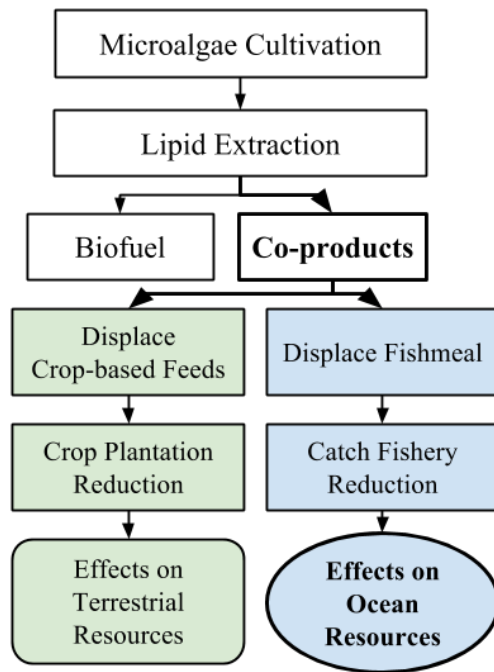 Microalgae Cultivation
Lipid Extraction
Biofuel
Co-products
Displace
Crop-based Feeds
Displace Fishmeal
Crop Plantation
Reduction
Catch Fishery
Reduction
Effects on
Terrestrial
Resources
Effects on
Ocean
Resources